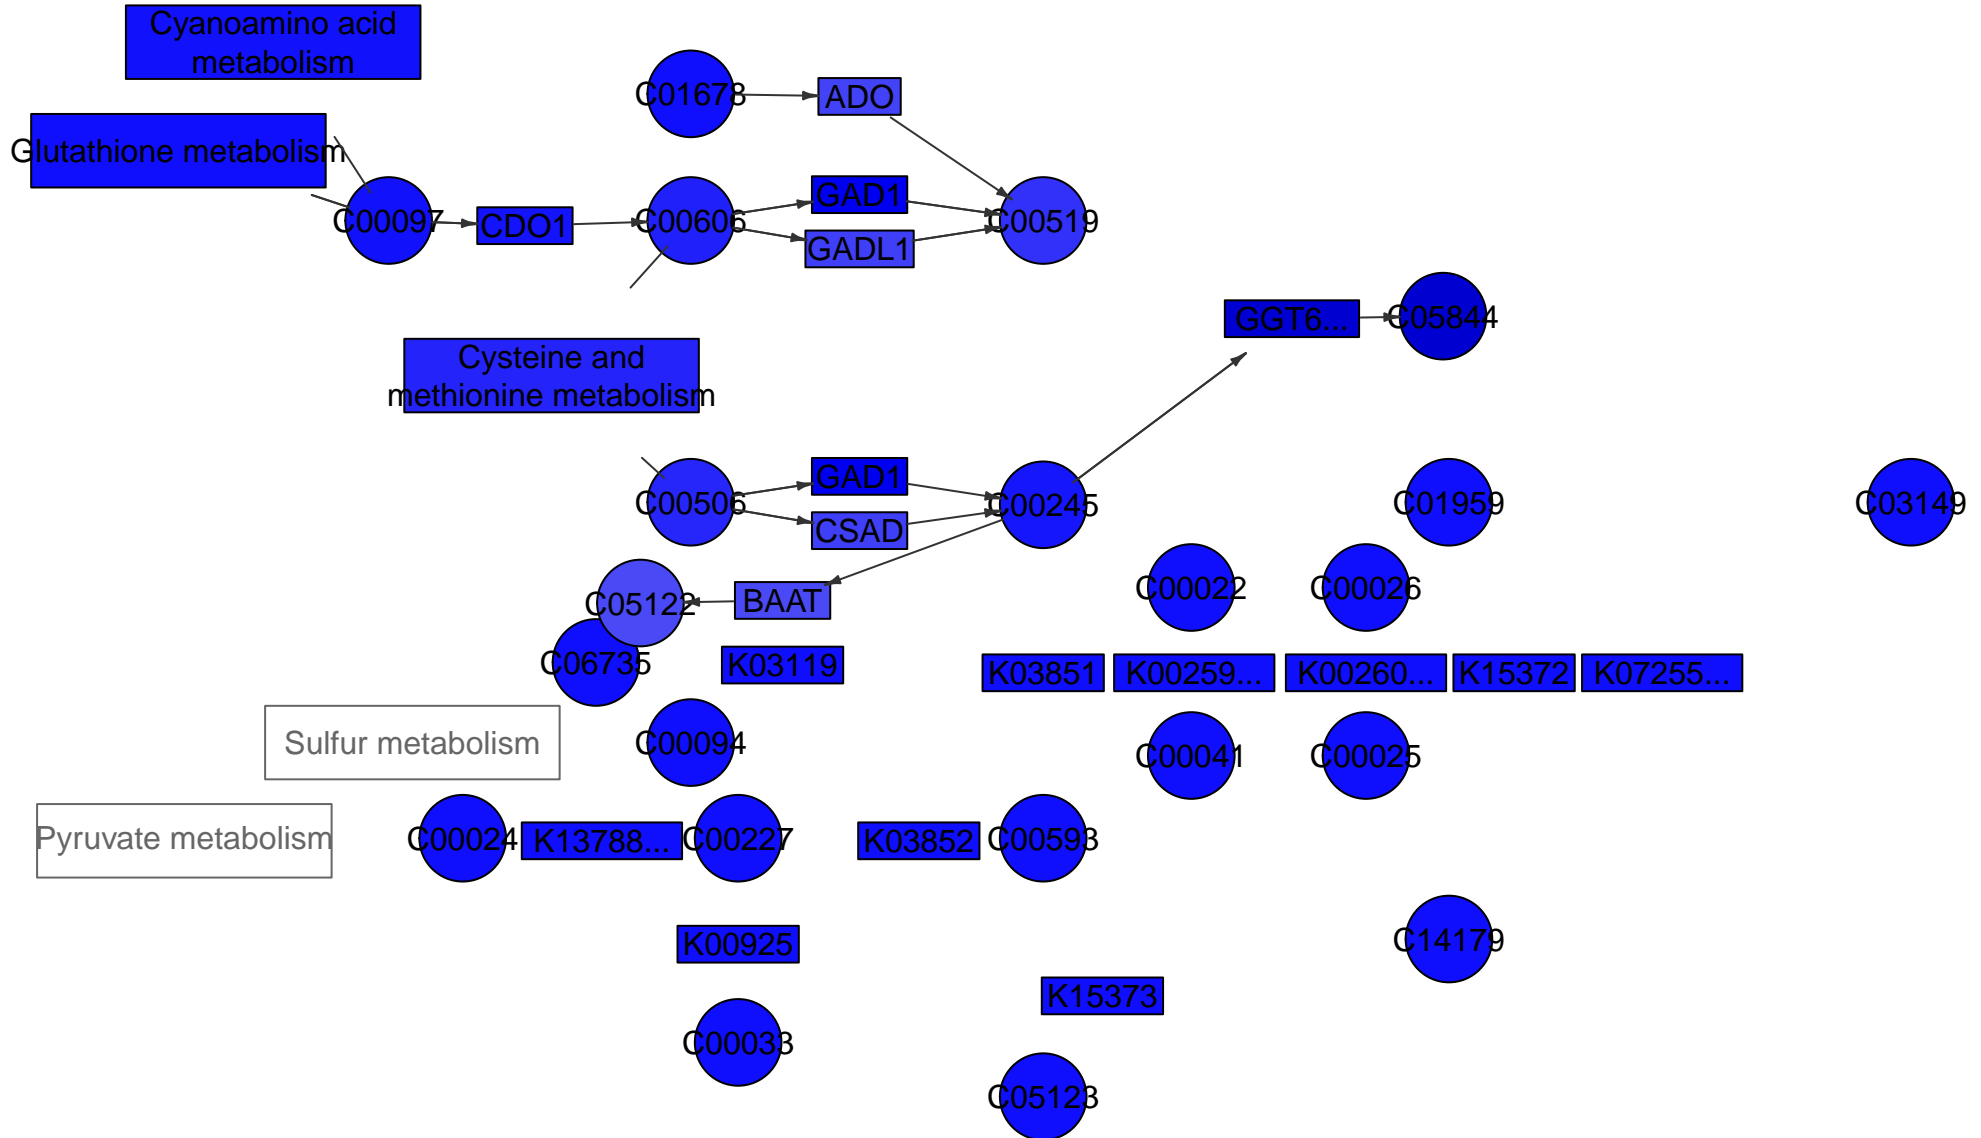 Cyanoamino acid
metabolism
C01678
ADO
Glutathione metabolism
C00097
CDO1
C00606
GAD1
GADL1
C00519
GGT6...
C05844
Cysteine and
methionine metabolism
C00506
GAD1
CSAD
C00245
C01959
C03149
C05122
BAAT
C00022
C00026
C06735
K03119
K03851
K00259...
K00260...
K15372
K07255...
Sulfur metabolism
C00094
C00041
C00025
Pyruvate metabolism
C00024
K13788...
C00227
K03852
C00593
K00925
C14179
K15373
C00033
C05123